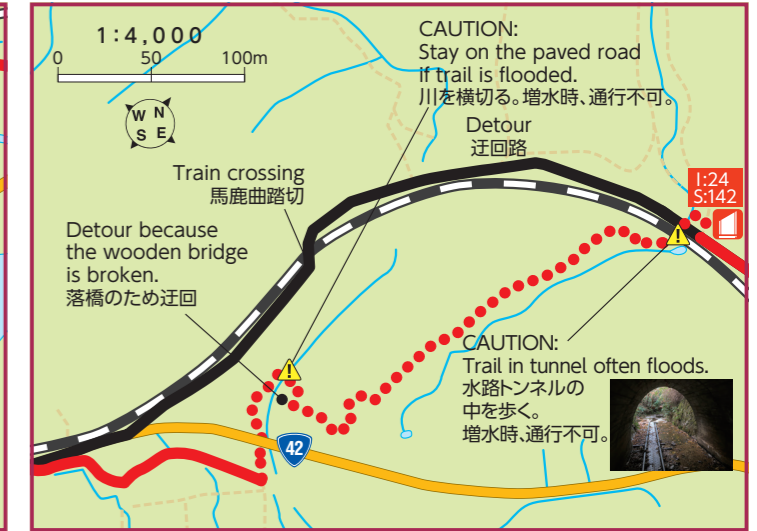 1:4,000
0 50 100m
W N
S E
CAUTION:
Stay on the paved road
if trail is flooded.
川を横切る。増水時、通行不可。
Detour
迂回路
Train crossing
馬鹿曲踏切
I:24
S:142
Detour because
the wooden bridge
is broken.
落橋のため迂回
CAUTION:
Trail in tunnel often floods.
水路トンネルの
中を歩く。
増水時、通行不可。
42
!
!